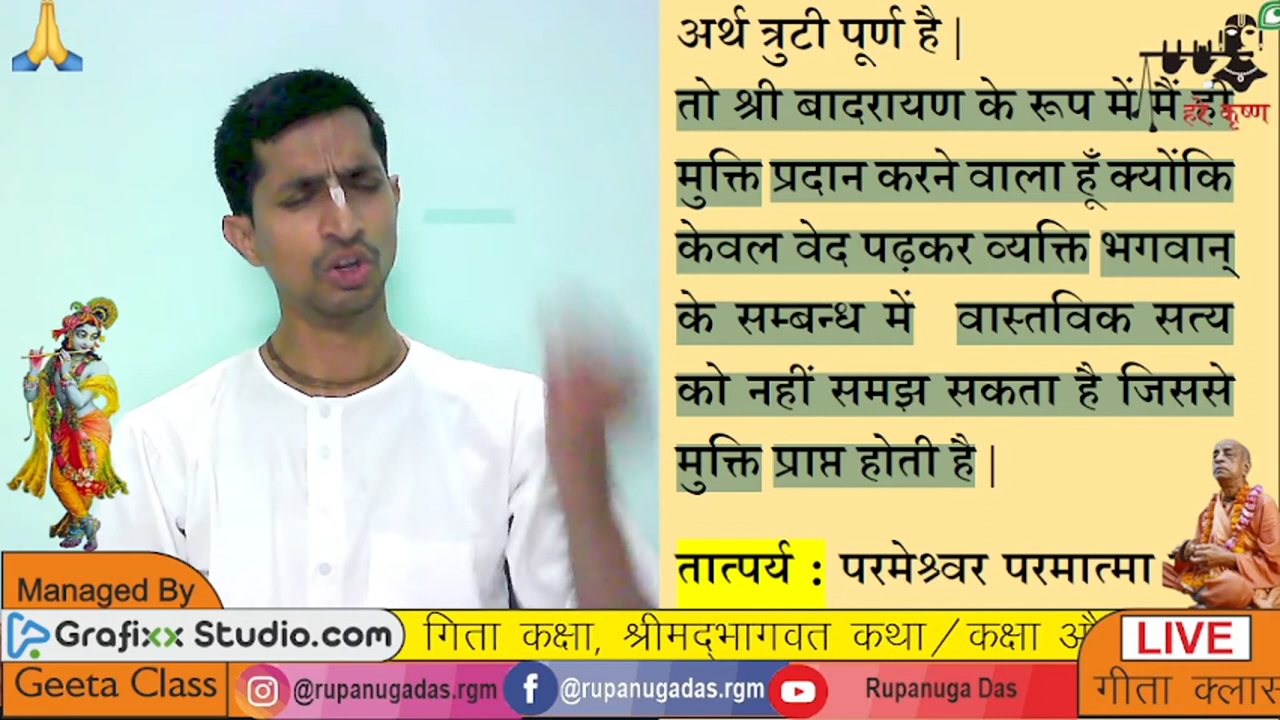 अर्थ त्रुटी पूर्ण है |
तो श्री बादरायण के रूप में मैं ही
मुक्ति प्रदान करने वाला हूँ क्योंकि
केवल वेद पढ़कर व्यक्ति भगवान्
के सम्बन्ध में वास्तविक सत्य
को नहीं समझ सकता है जिससे
मुक्ति प्राप्त होती है |
तात्पर्य : परमेश्वर परमात्मा
हरे कृष्ण
Managed By
Grafixx Studio.com
गिता कक्षा, श्रीमद्भागवत कथा/कक्षा औ
LIVE
Geeta Class
@rupanugadas.rgm
@rupanugadas.rgm
Rupanuga Das
गीता क्लास